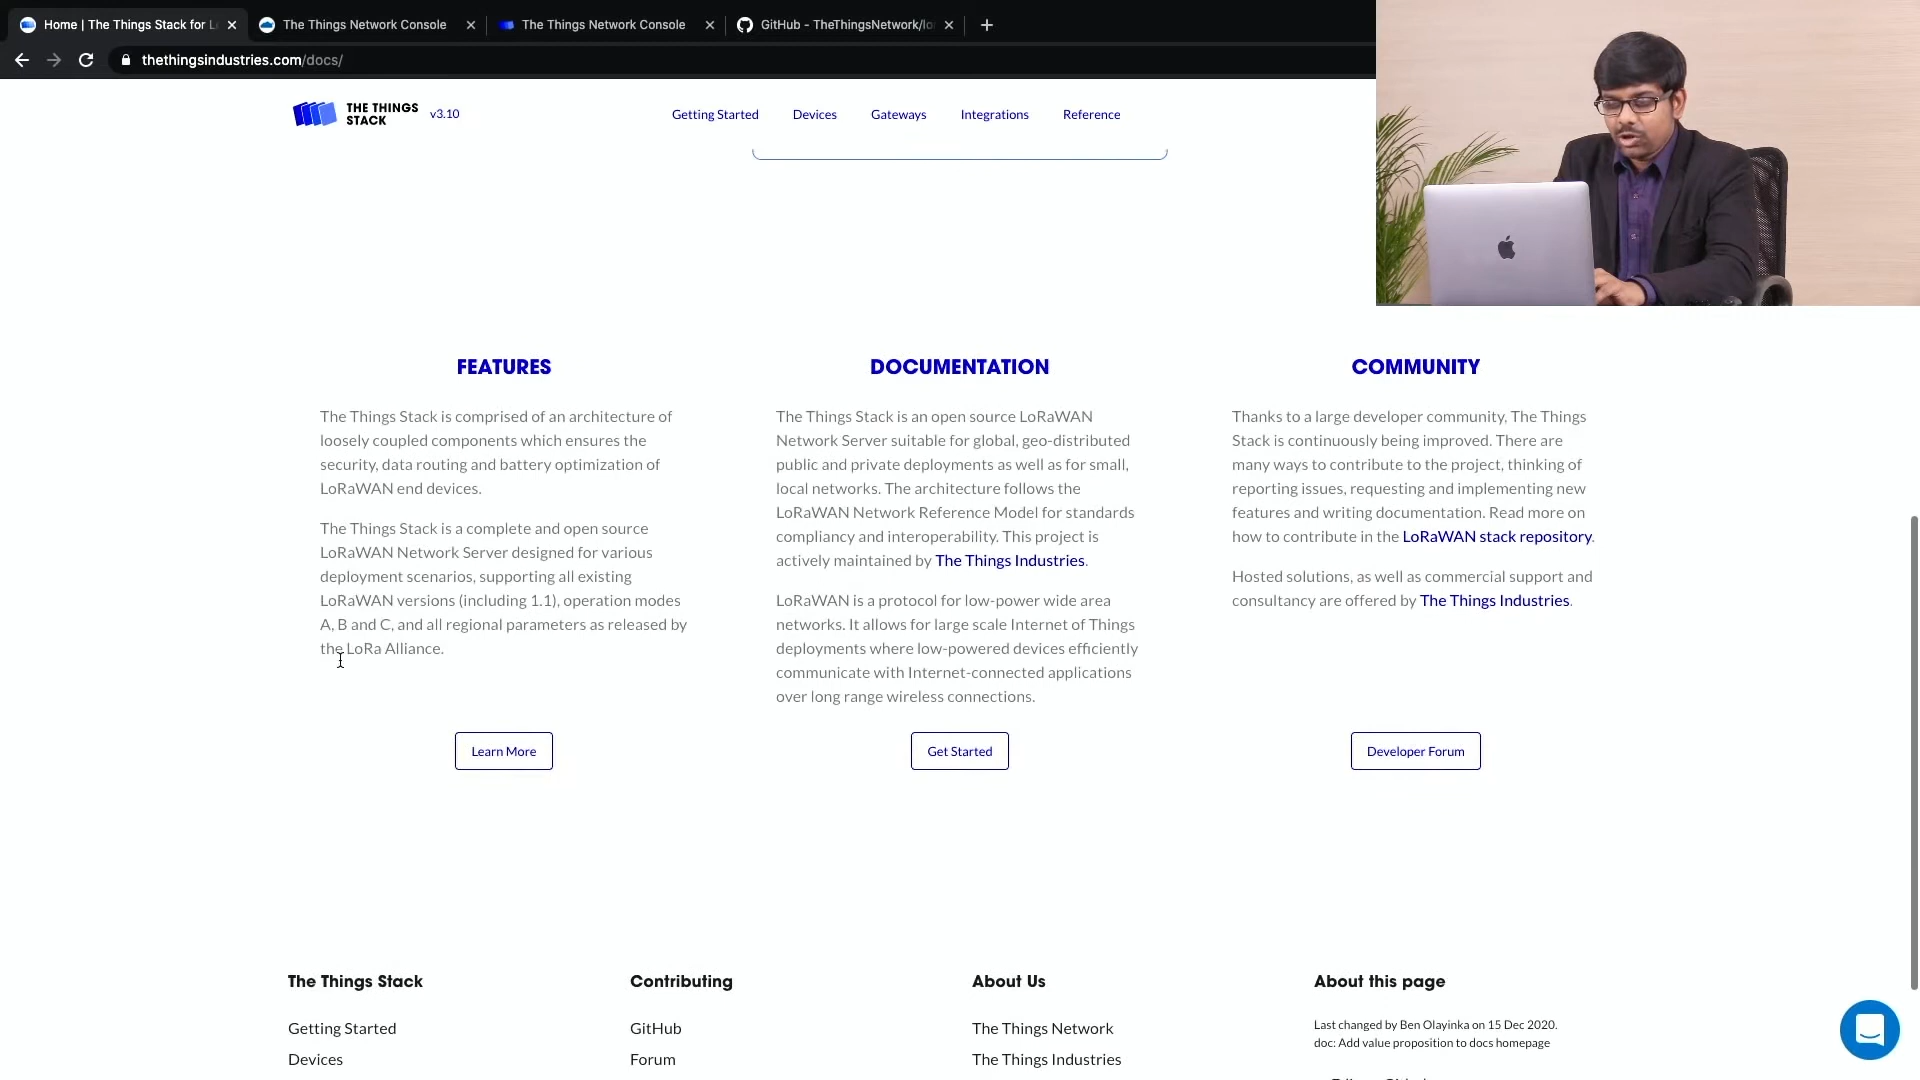 Home | The Things Stack for L
The Things Network Console
The Things Network Console
GitHub - TheThingsNetwork/lo
thethingsindustries.com/docs/
THE THINGS
STACK
v3.10
Getting Started
Devices
Gateways
Integrations
Reference
FEATURES
The Things Stack is comprised of an architecture of
loosely coupled components which ensures the
security, data routing and battery optimization of
LoRaWAN end devices.
The Things Stack is a complete and open source
LoRaWAN Network Server designed for various
deployment scenarios, supporting all existing
LoRaWAN versions (including 1.1), operation modes
A, B and C, and all regional parameters as released by
the LoRa Alliance.
Learn More
DOCUMENTATION
The Things Stack is an open source LoRaWAN
Network Server suitable for global, geo-distributed
public and private deployments as well as for small,
local networks. The architecture follows the
LoRaWAN Network Reference Model for standards
compliancy and interoperability. This project is
actively maintained by The Things Industries.
LoRaWAN is a protocol for low-power wide area
networks. It allows for large scale Internet of Things
deployments where low-powered devices efficiently
communicate with Internet-connected applications
over long range wireless connections.
Get Started
COMMUNITY
Thanks to a large developer community, The Things
Stack is continuously being improved. There are
many ways to contribute to the project, thinking of
reporting issues, requesting and implementing new
features and writing documentation. Read more on
how to contribute in the LoRaWAN stack repository.
Hosted solutions, as well as commercial support and
consultancy are offered by The Things Industries.
Developer Forum
The Things Stack
Getting Started
Devices
Contributing
GitHub
Forum
About Us
The Things Network
The Things Industries
About this page
Last changed by Ben Olayinka on 15 Dec 2020.
doc: Add value proposition to docs homepage